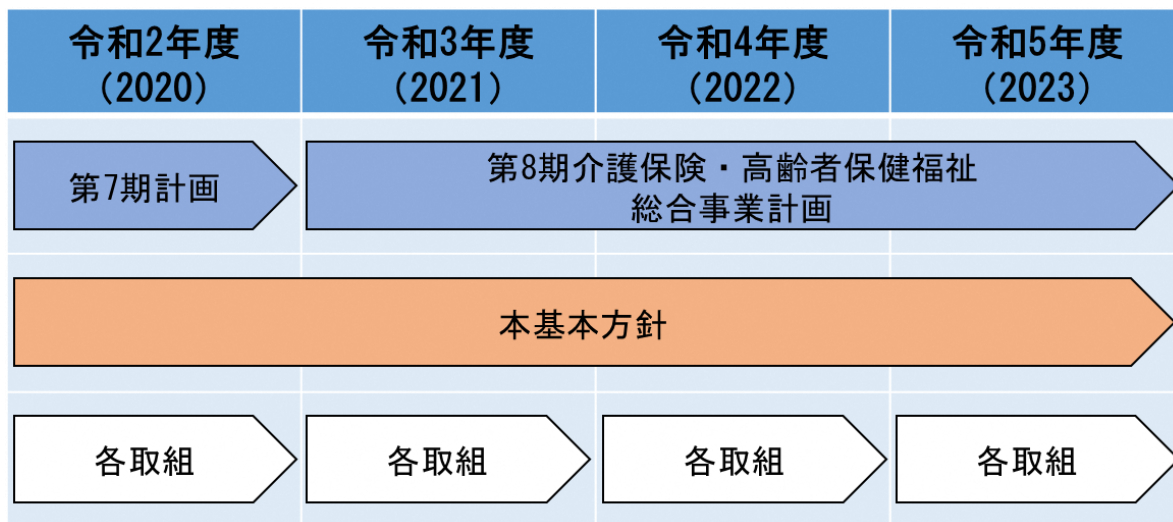 令和2年度
(2020)
令和3年度
(2021)
令和4年度
(2022)
令和5年度
(2023)
第7期計画
第8期介護保険・高齢者保健福祉
総合事業計画
本基本方針
各取組
各取組
各取組
各取組